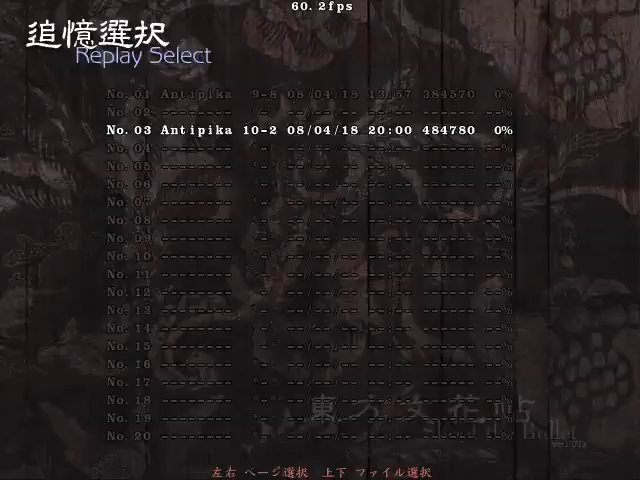 60.2fps
追憶選択
Replay Select
No.01 Antipika  9-8 08/04/18 13:57 384570  0%
No.02 -------- --- --/--/-- --:-- ------ --%
No.03 Antipika 10-2 08/04/18 20:00 484780  0%
No.04 -------- --- --/--/-- --:-- ------ --%
No.05 -------- --- --/--/-- --:-- ------ --%
No.06 -------- --- --/--/-- --:-- ------ --%
No.07 -------- --- --/--/-- --:-- ------ --%
No.08 -------- --- --/--/-- --:-- ------ --%
No.09 -------- --- --/--/-- --:-- ------ --%
No.10 -------- --- --/--/-- --:-- ------ --%
No.11 -------- --- --/--/-- --:-- ------ --%
No.12 -------- --- --/--/-- --:-- ------ --%
No.13 -------- --- --/--/-- --:-- ------ --%
No.14 -------- --- --/--/-- --:-- ------ --%
No.15 -------- --- --/--/-- --:-- ------ --%
No.16 -------- --- --/--/-- --:-- ------ --%
No.17 -------- --- --/--/-- --:-- ------ --%
No.18 -------- --- --/--/-- --:-- ------ --%
No.19 -------- --- --/--/-- --:-- ------ --%
No.20 -------- --- --/--/-- --:-- ------ --%
東方文花帖
Bullet
左右 ページ選択　上下 ファイル選択